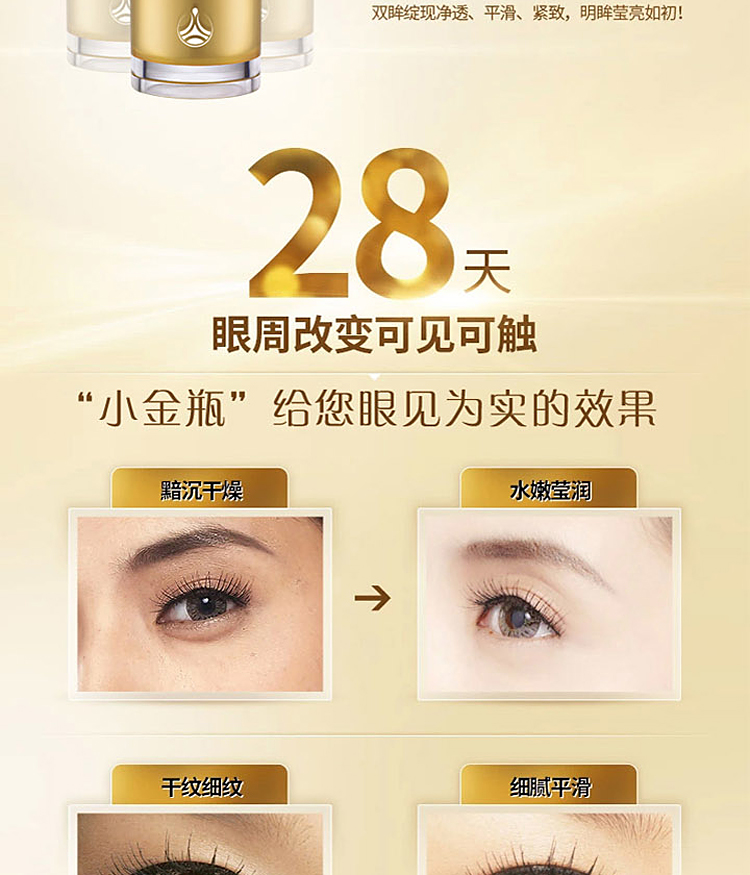 双眸绽现净透、平滑、紧致，明眸莹亮如初！
28天
眼周改变可见可触
“小金瓶”给您眼见为实的效果
黯沉干燥
水嫩莹润
干纹细纹
细腻平滑